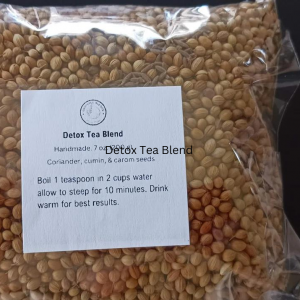 Detox Tea Blend
Handmade. 7 oz
Detox Tea Blend
Coriander, cumin, & carom seeds
Boil 1 teaspoon in 2 cups water
allow to steep for 10 minutes. Drink
warm for best results.